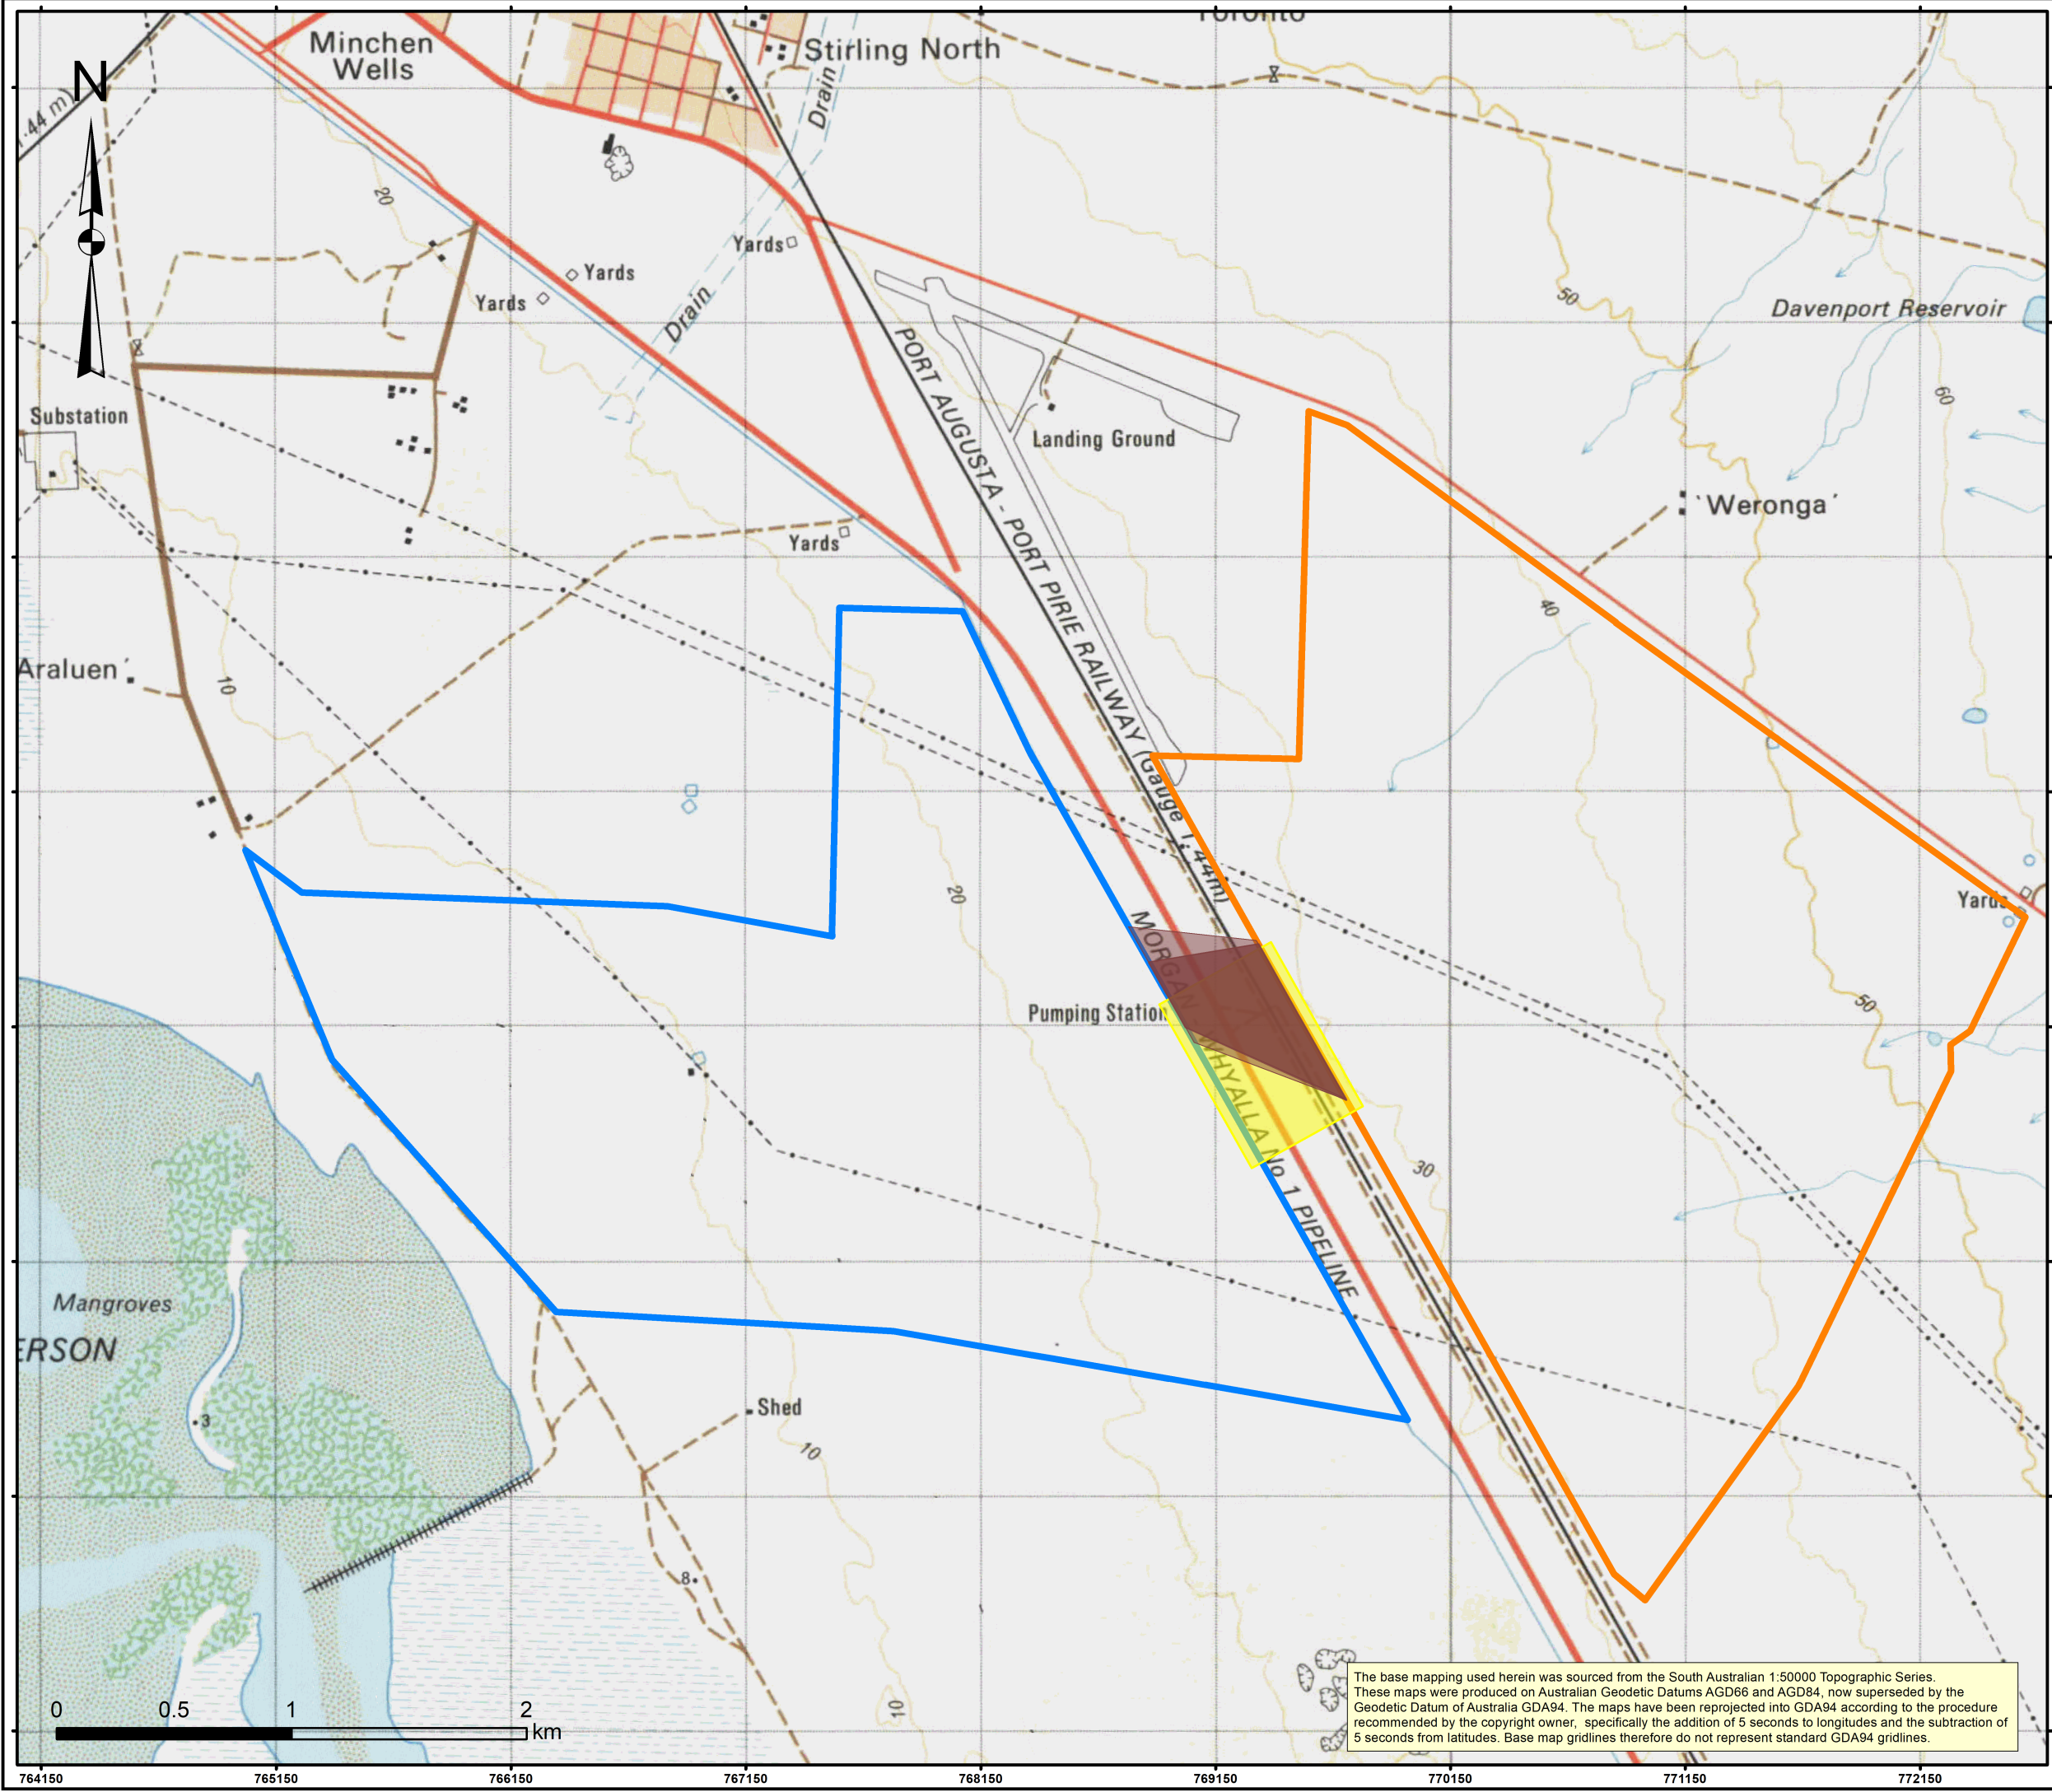 Toronto
Minchen
Wells
Stirling North
N
Drain
44 m)
20
Yards
Yards
Yards
Drain
50
Davenport Reservoir
60
Substation
PORT AUGUSTA - PORT PIRIE RAILWAY (Gauge 1.44m)
Landing Ground
'Weronga'
Yards
40
Araluen'
10
20
Yards
MORGAN WHYALLA No 1 PIPELINE
50
Pumping Station
30
Mangroves
ERSON
3
Shed
10
8
10
0 0.5 1 2
km
The base mapping used herein was sourced from the South Australian 1:50000 Topographic Series.
These maps were produced on Australian Geodetic Datums AGD66 and AGD84, now superseded by the
Geodetic Datum of Australia GDA94. The maps have been reprojected into GDA94 according to the procedure
recommended by the copyright owner, specifically the addition of 5 seconds to longitudes and the subtraction of
5 seconds from latitudes. Base map gridlines therefore do not represent standard GDA94 gridlines.
764150 765150 766150 767150 768150 769150 770150 771150 772150